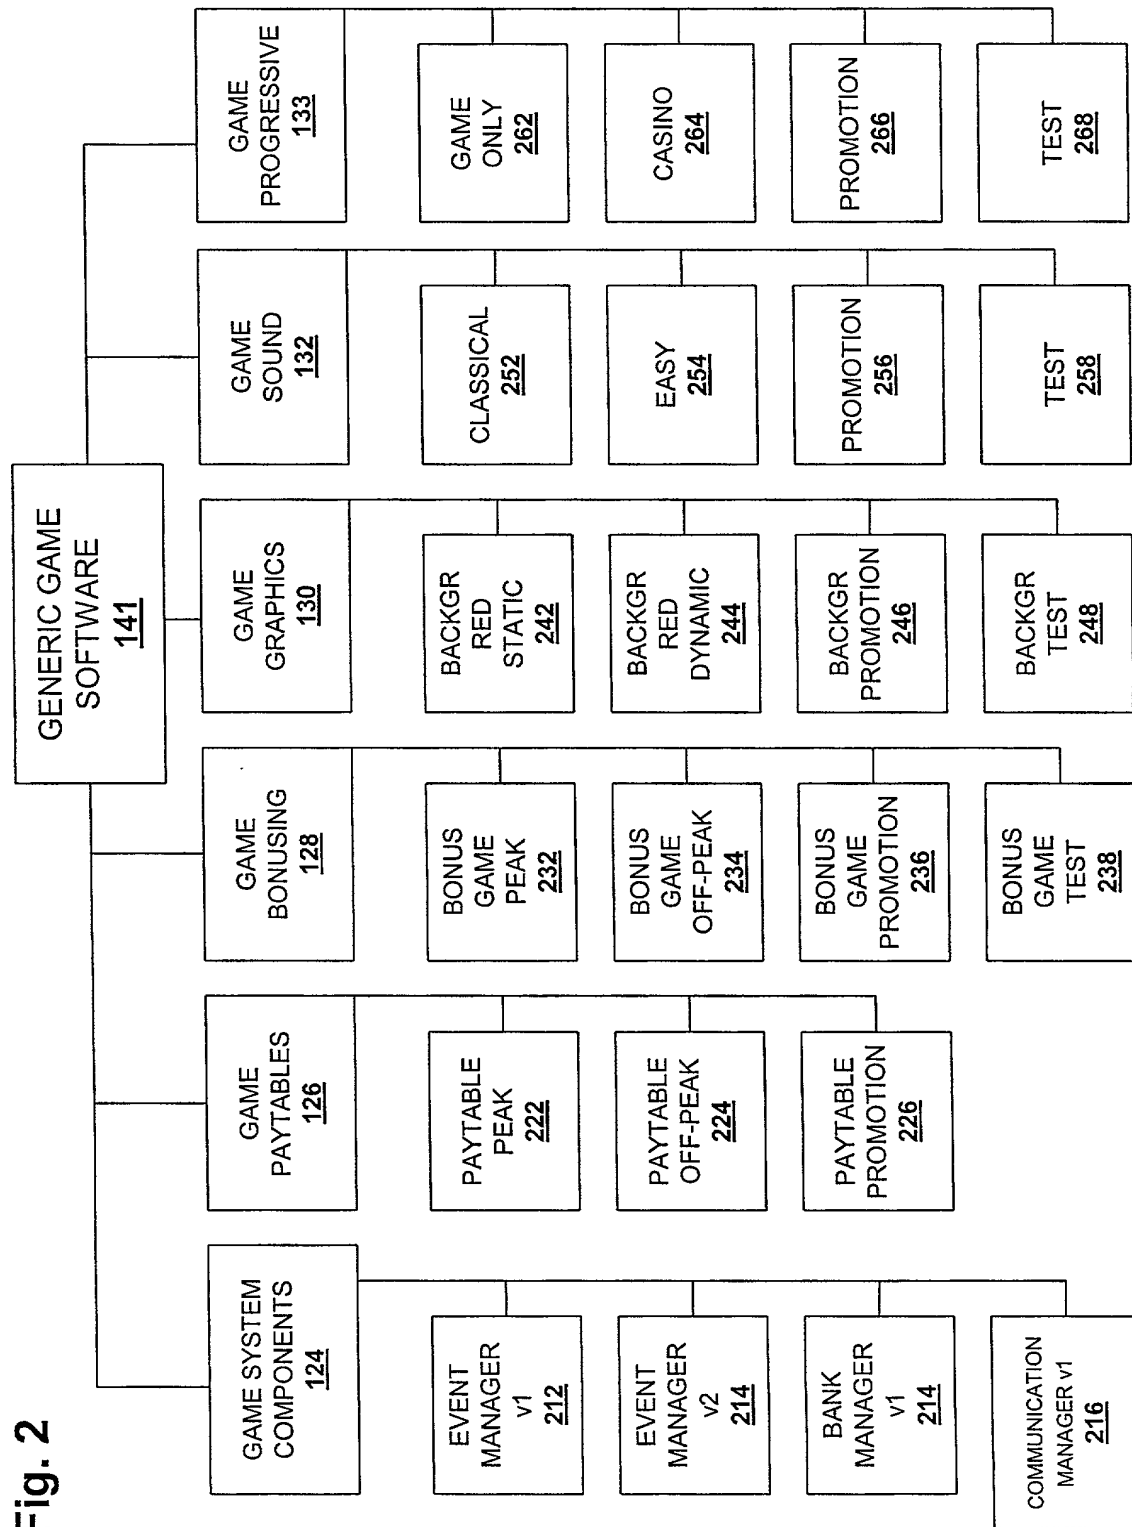 Fig. 2
GENERIC GAME
SOFTWARE
141
GAME SYSTEM
COMPONENTS
124
EVENT
MANAGER
v1
212
EVENT
MANAGER
v2
214
BANK
MANAGER
v1
214
COMMUNICATION
MANAGER v1
216
GAME
PAYTABLES
126
PAYTABLE
PEAK
222
PAYTABLE
OFF-PEAK
224
PAYTABLE
PROMOTION
226
GAME
BONUSING
128
BONUS
GAME
PEAK
232
BONUS
GAME
OFF-PEAK
234
BONUS
GAME
PROMOTION
236
BONUS
GAME
TEST
238
GAME
GRAPHICS
130
BACKGR
RED
STATIC
242
BACKGR
RED
DYNAMIC
244
BACKGR
PROMOTION
246
BACKGR
TEST
248
GAME
SOUND
132
CLASSICAL
252
EASY
254
PROMOTION
256
TEST
258
GAME
PROGRESSIVE
133
GAME
ONLY
262
CASINO
264
PROMOTION
266
TEST
268